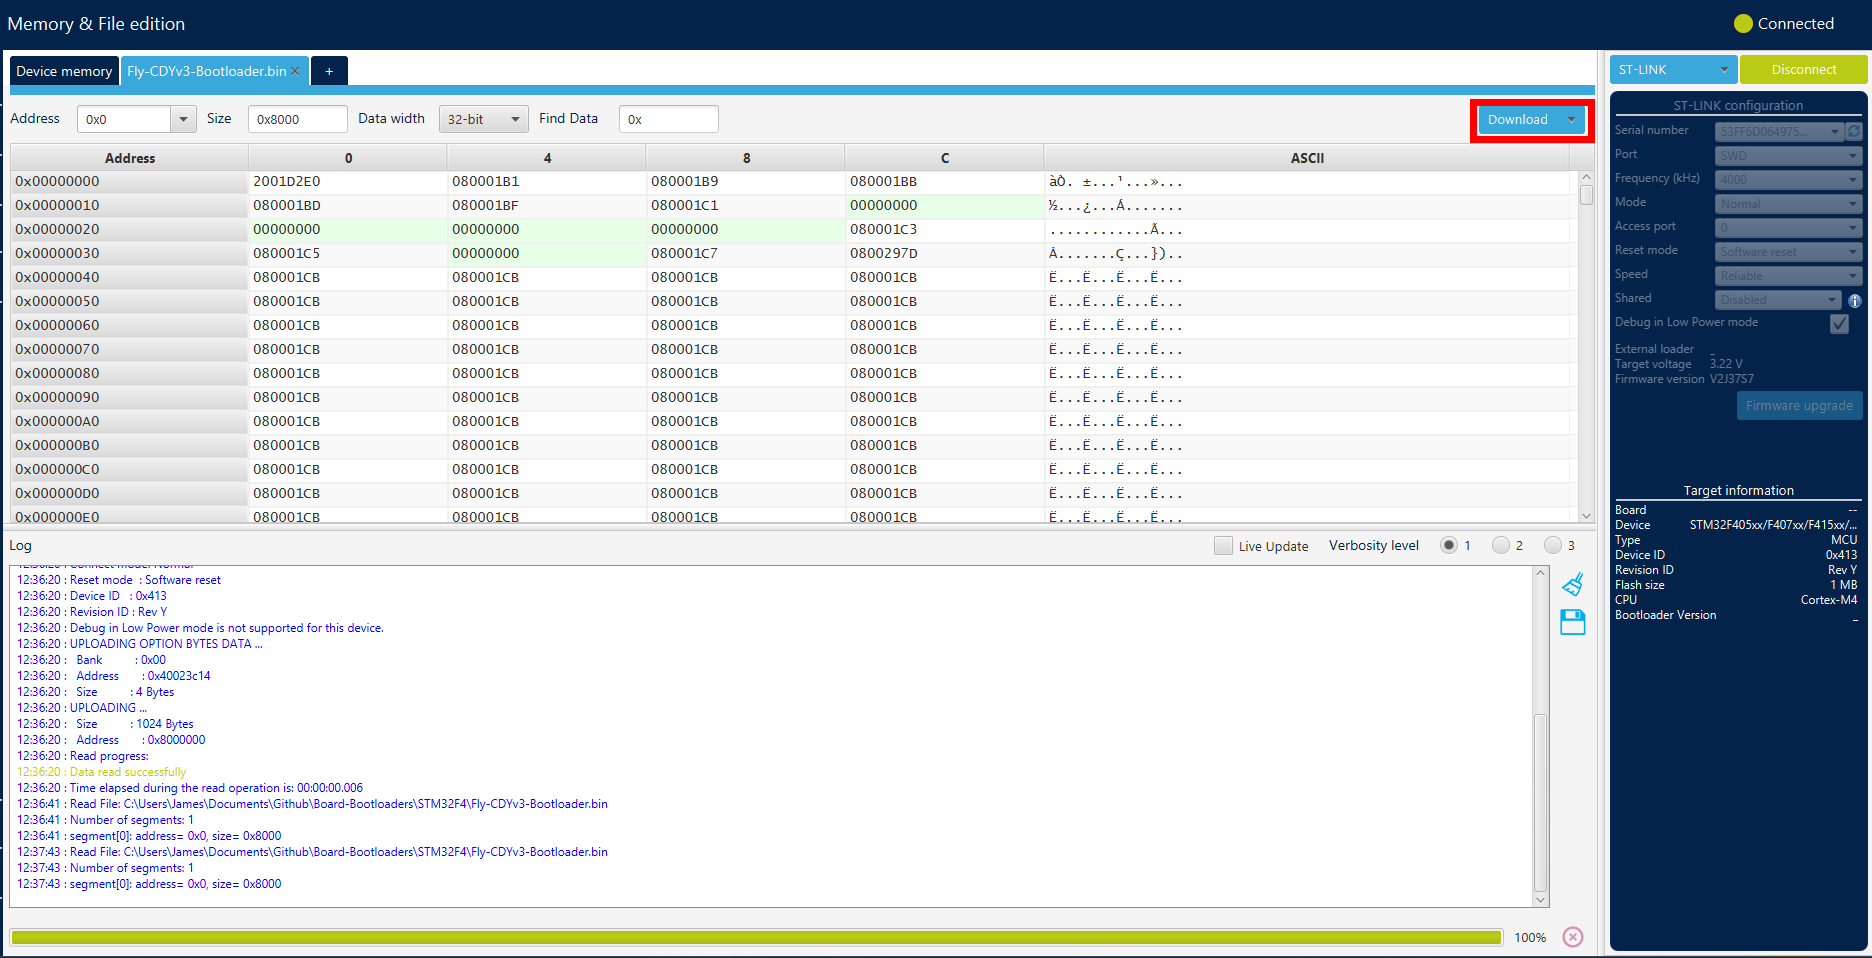 Memory & File edition
Connected
Device memory
Fly-CDYv3-Bootloader.bin ×
+
Address 0x0 Size 0x8000 Data width 32-bit Find Data 0x Download
Address 0 4 8 C ASCII
0x00000000 2001D2E0 080001B1 080001B9 080001BB àÒ. ±...¹...»...
0x00000010 080001BD 080001BF 080001C1 00000000 ½...¿...Á.......
0x00000020 00000000 00000000 00000000 080001C3 ............Ã...
0x00000030 080001C5 00000000 080001C7 0800297D Å.......Ç...})..
0x00000040 080001CB 080001CB 080001CB 080001CB Ë...Ë...Ë...Ë...
0x00000050 080001CB 080001CB 080001CB 080001CB Ë...Ë...Ë...Ë...
0x00000060 080001CB 080001CB 080001CB 080001CB Ë...Ë...Ë...Ë...
0x00000070 080001CB 080001CB 080001CB 080001CB Ë...Ë...Ë...Ë...
0x00000080 080001CB 080001CB 080001CB 080001CB Ë...Ë...Ë...Ë...
0x00000090 080001CB 080001CB 080001CB 080001CB Ë...Ë...Ë...Ë...
0x000000A0 080001CB 080001CB 080001CB 080001CB Ë...Ë...Ë...Ë...
0x000000B0 080001CB 080001CB 080001CB 080001CB Ë...Ë...Ë...Ë...
0x000000C0 080001CB 080001CB 080001CB 080001CB Ë...Ë...Ë...Ë...
0x000000D0 080001CB 080001CB 080001CB 080001CB Ë...Ë...Ë...Ë...
0x000000E0 080001CB 080001CB 080001CB 080001CB Ë...Ë...Ë...Ë...
Log
Live Update Verbosity level 1 2 3
12:36:20 : Connect mode: Normal
12:36:20 : Reset mode : Software reset
12:36:20 : Device ID : 0x413
12:36:20 : Revision ID : Rev Y
12:36:20 : Debug in Low Power mode is not supported for this device.
12:36:20 : UPLOADING OPTION BYTES DATA ...
12:36:20 : Bank : 0x00
12:36:20 : Address : 0x40023c14
12:36:20 : Size : 4 Bytes
12:36:20 : UPLOADING ...
12:36:20 : Size : 1024 Bytes
12:36:20 : Address : 0x8000000
12:36:20 : Read progress:
12:36:20 : Data read successfully
12:36:20 : Time elapsed during the read operation is: 00:00:00.006
12:36:41 : Read File: C:\Users\James\Documents\Github\Board-Bootloaders\STM32F4\Fly-CDYv3-Bootloader.bin
12:36:41 : Number of segments: 1
12:36:41 : segment[0]: address= 0x0, size= 0x8000
12:37:43 : Read File: C:\Users\James\Documents\Github\Board-Bootloaders\STM32F4\Fly-CDYv3-Bootloader.bin
12:37:43 : Number of segments: 1
12:37:43 : segment[0]: address= 0x0, size= 0x8000
100%
ST-LINK
Disconnect
ST-LINK configuration
Serial number 53FF6D064975...
Port SWD
Frequency (kHz) 4000
Mode Normal
Access port 0
Reset mode Software reset
Speed Reliable
Shared Disabled
Debug in Low Power mode
External loader _
Target voltage 3.22 V
Firmware version V2J37S7
Firmware upgrade
Target information
Board --
Device STM32F405xx/F407xx/F415xx/...
Type MCU
Device ID 0x413
Revision ID Rev Y
Flash size 1 MB
CPU Cortex-M4
Bootloader Version _